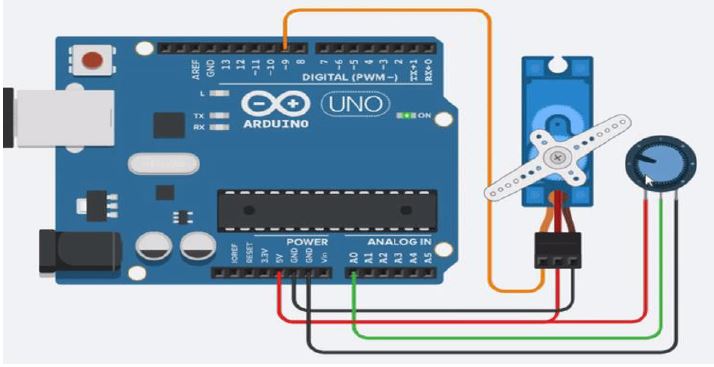 AREF
GND
13
12
~11
~10
~9
8
7
~6
~5
4
~3
2
TX→1
RX←0
DIGITAL (PWM~)
L
TX
RX
UNO
ARDUINO
ON
POWER
ANALOG IN
IOREF
RESET
3.3V
5V
GND
GND
Vin
A0
A1
A2
A3
A4
A5